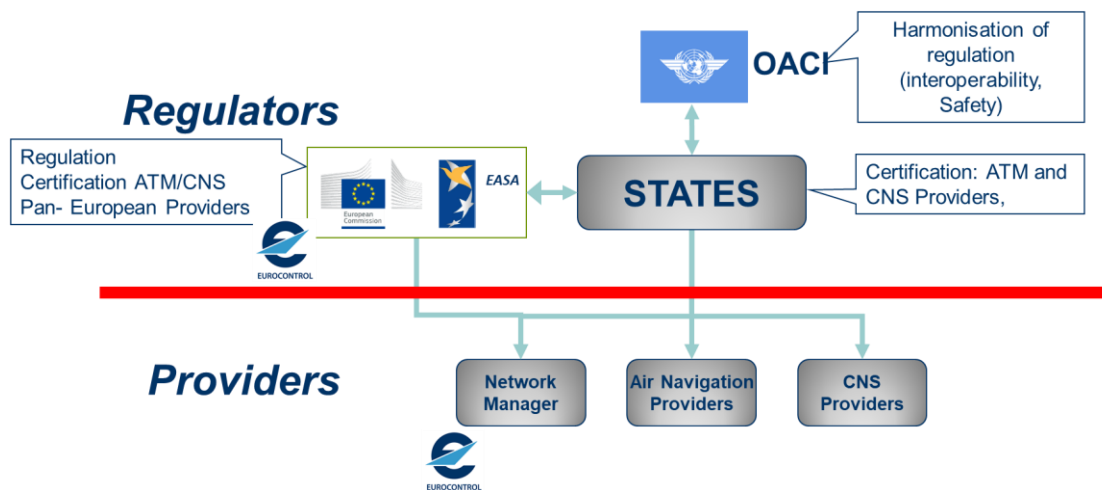 OACI
Harmonisation of
regulation
(interoperability,
Safety)
Regulators
Regulation
Certification ATM/CNS
Pan- European Providers
European
Commission
EASA
STATES
Certification: ATM and
CNS Providers,
EUROCONTROL
Providers
Network
Manager
Air Navigation
Providers
CNS
Providers
EUROCONTROL